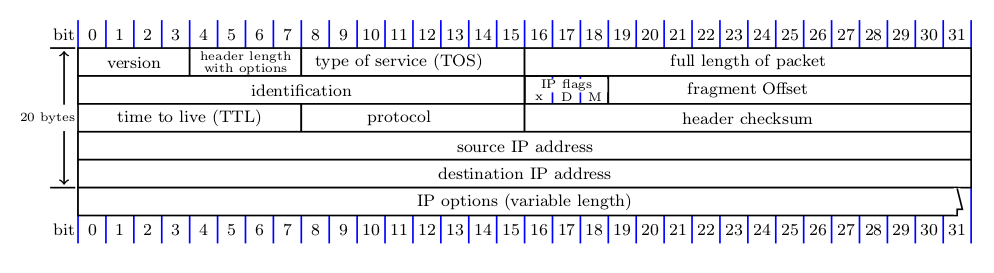 bit 0 1 2 3 4 5 6 7 8 9 10 11 12 13 14 15 16 17 18 19 20 21 22 23 24 25 26 27 28 29 30 31
version header length with options type of service (TOS) full length of packet
identification IP flags x D M fragment Offset
20 bytes time to live (TTL) protocol header checksum
source IP address
destination IP address
IP options (variable length)
bit 0 1 2 3 4 5 6 7 8 9 10 11 12 13 14 15 16 17 18 19 20 21 22 23 24 25 26 27 28 29 30 31